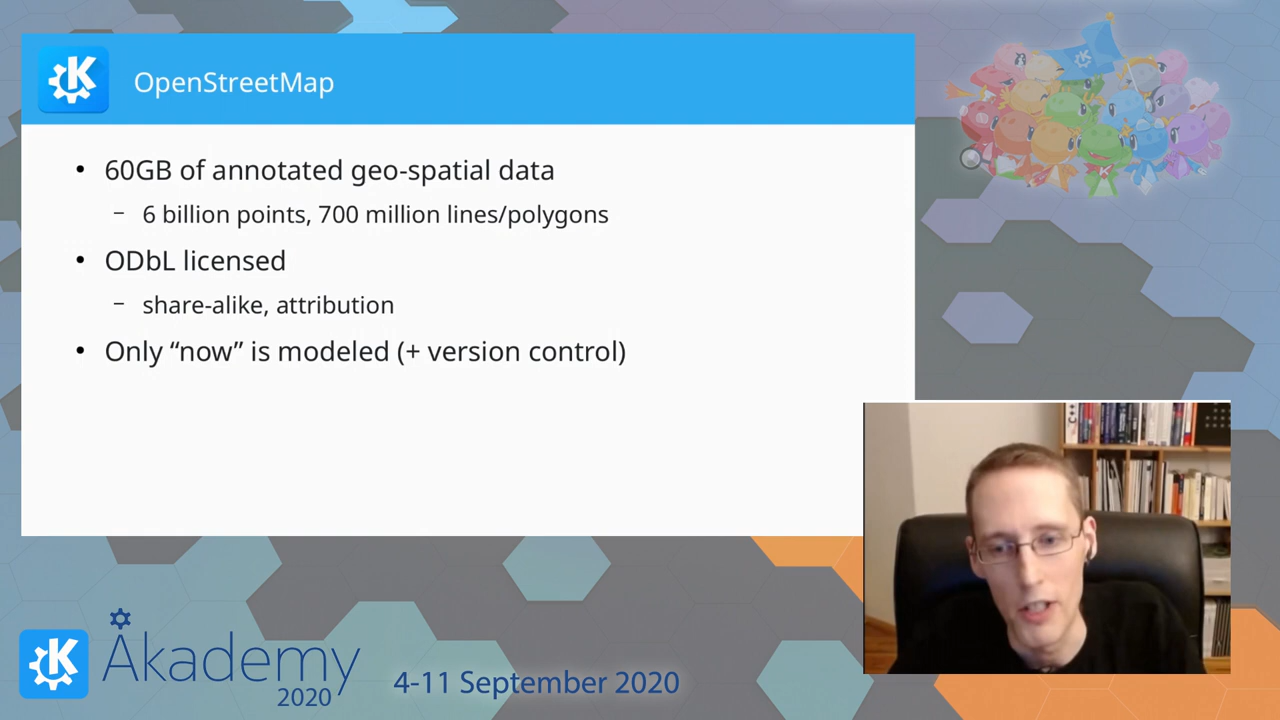 OpenStreetMap
• 60GB of annotated geo-spatial data
– 6 billion points, 700 million lines/polygons
• ODbL licensed
– share-alike, attribution
• Only “now” is modeled (+ version control)
Akademy
2020
4-11 September 2020